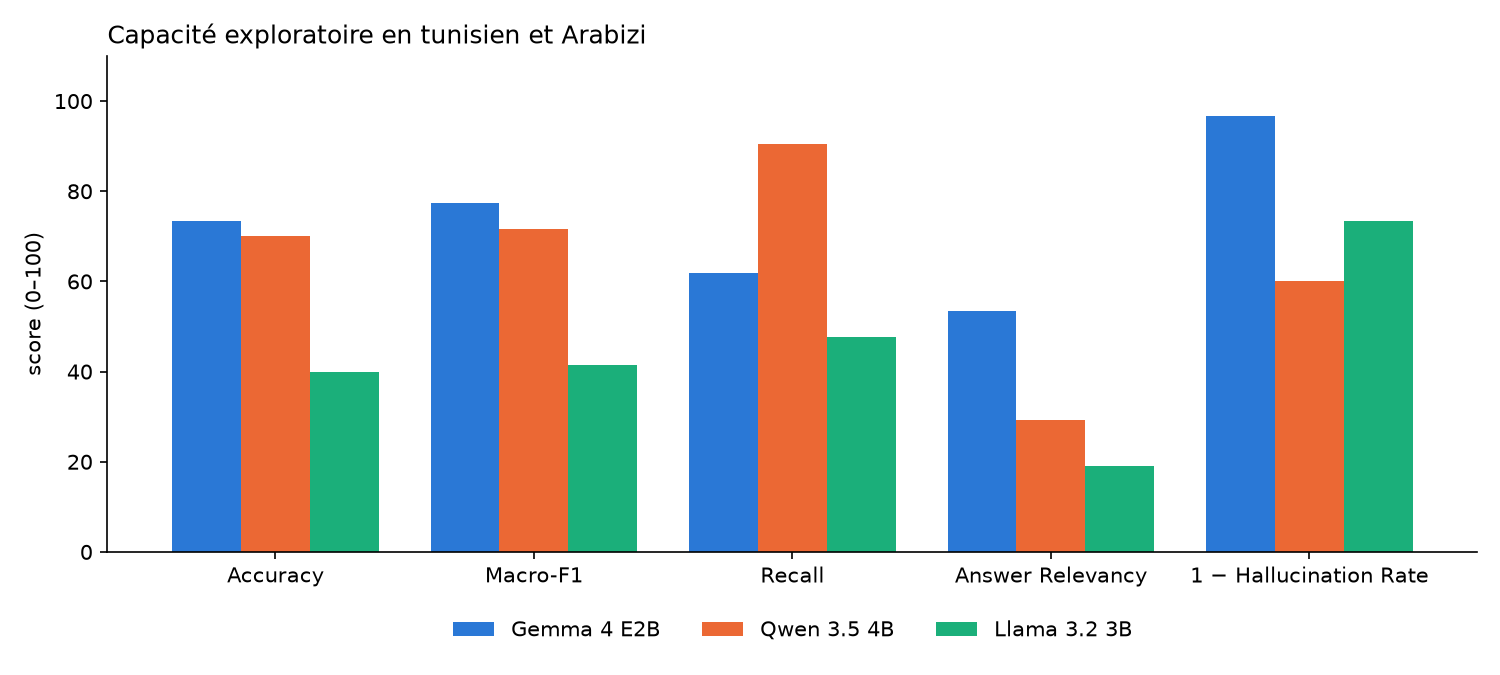 Capacité exploratoire en tunisien et Arabizi
score (0–100)
100
80
60
40
20
0
Accuracy
Macro-F1
Recall
Answer Relevancy
1 − Hallucination Rate
Gemma 4 E2B
Qwen 3.5 4B
Llama 3.2 3B